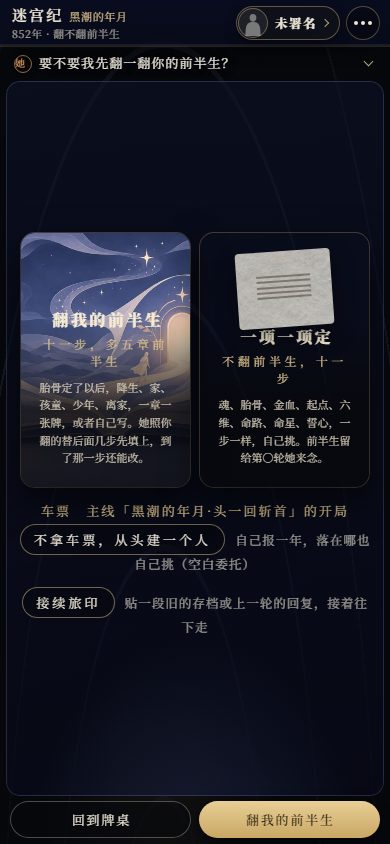 迷宫纪 黑潮的年月
852年 · 翻不翻前半生
未署名
她 要不要我先翻一翻你的前半生？
翻我的前半生
十一步，多五章前
半生
胎骨定了以后，降生、家、
孩童、少年、离家，一章一
张牌，或者自己写。她照你
翻的替后面几步先填上，到
了那一步还能改。
一项一项定
不翻前半生，十一
步
魂、胎骨、金血、起点、六
维、命路、命星、誓心，一
步一样，自己挑。前半生留
给第〇轮她来念。
车票 主线「黑潮的年月·头一回斩首」的开局
不拿车票，从头建一个人 自己报一年，落在哪也
自己挑（空白委托）
接续旅印 贴一段旧的存档或上一轮的回复，接着往
下走
回到牌桌
翻我的前半生